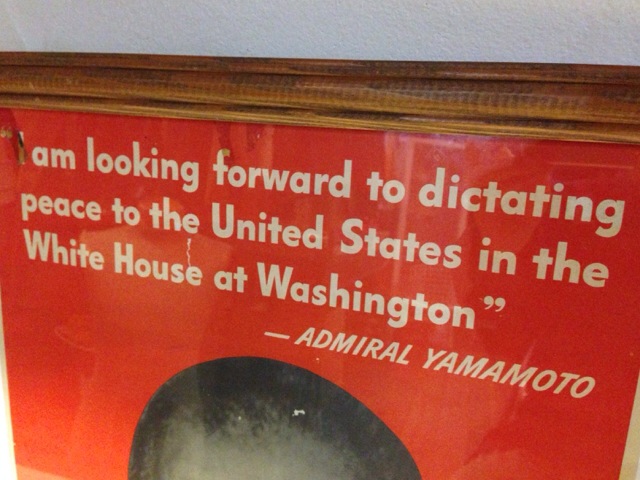 “I am looking forward to dictating
peace to the United States in the
White House at Washington”
— ADMIRAL YAMAMOTO